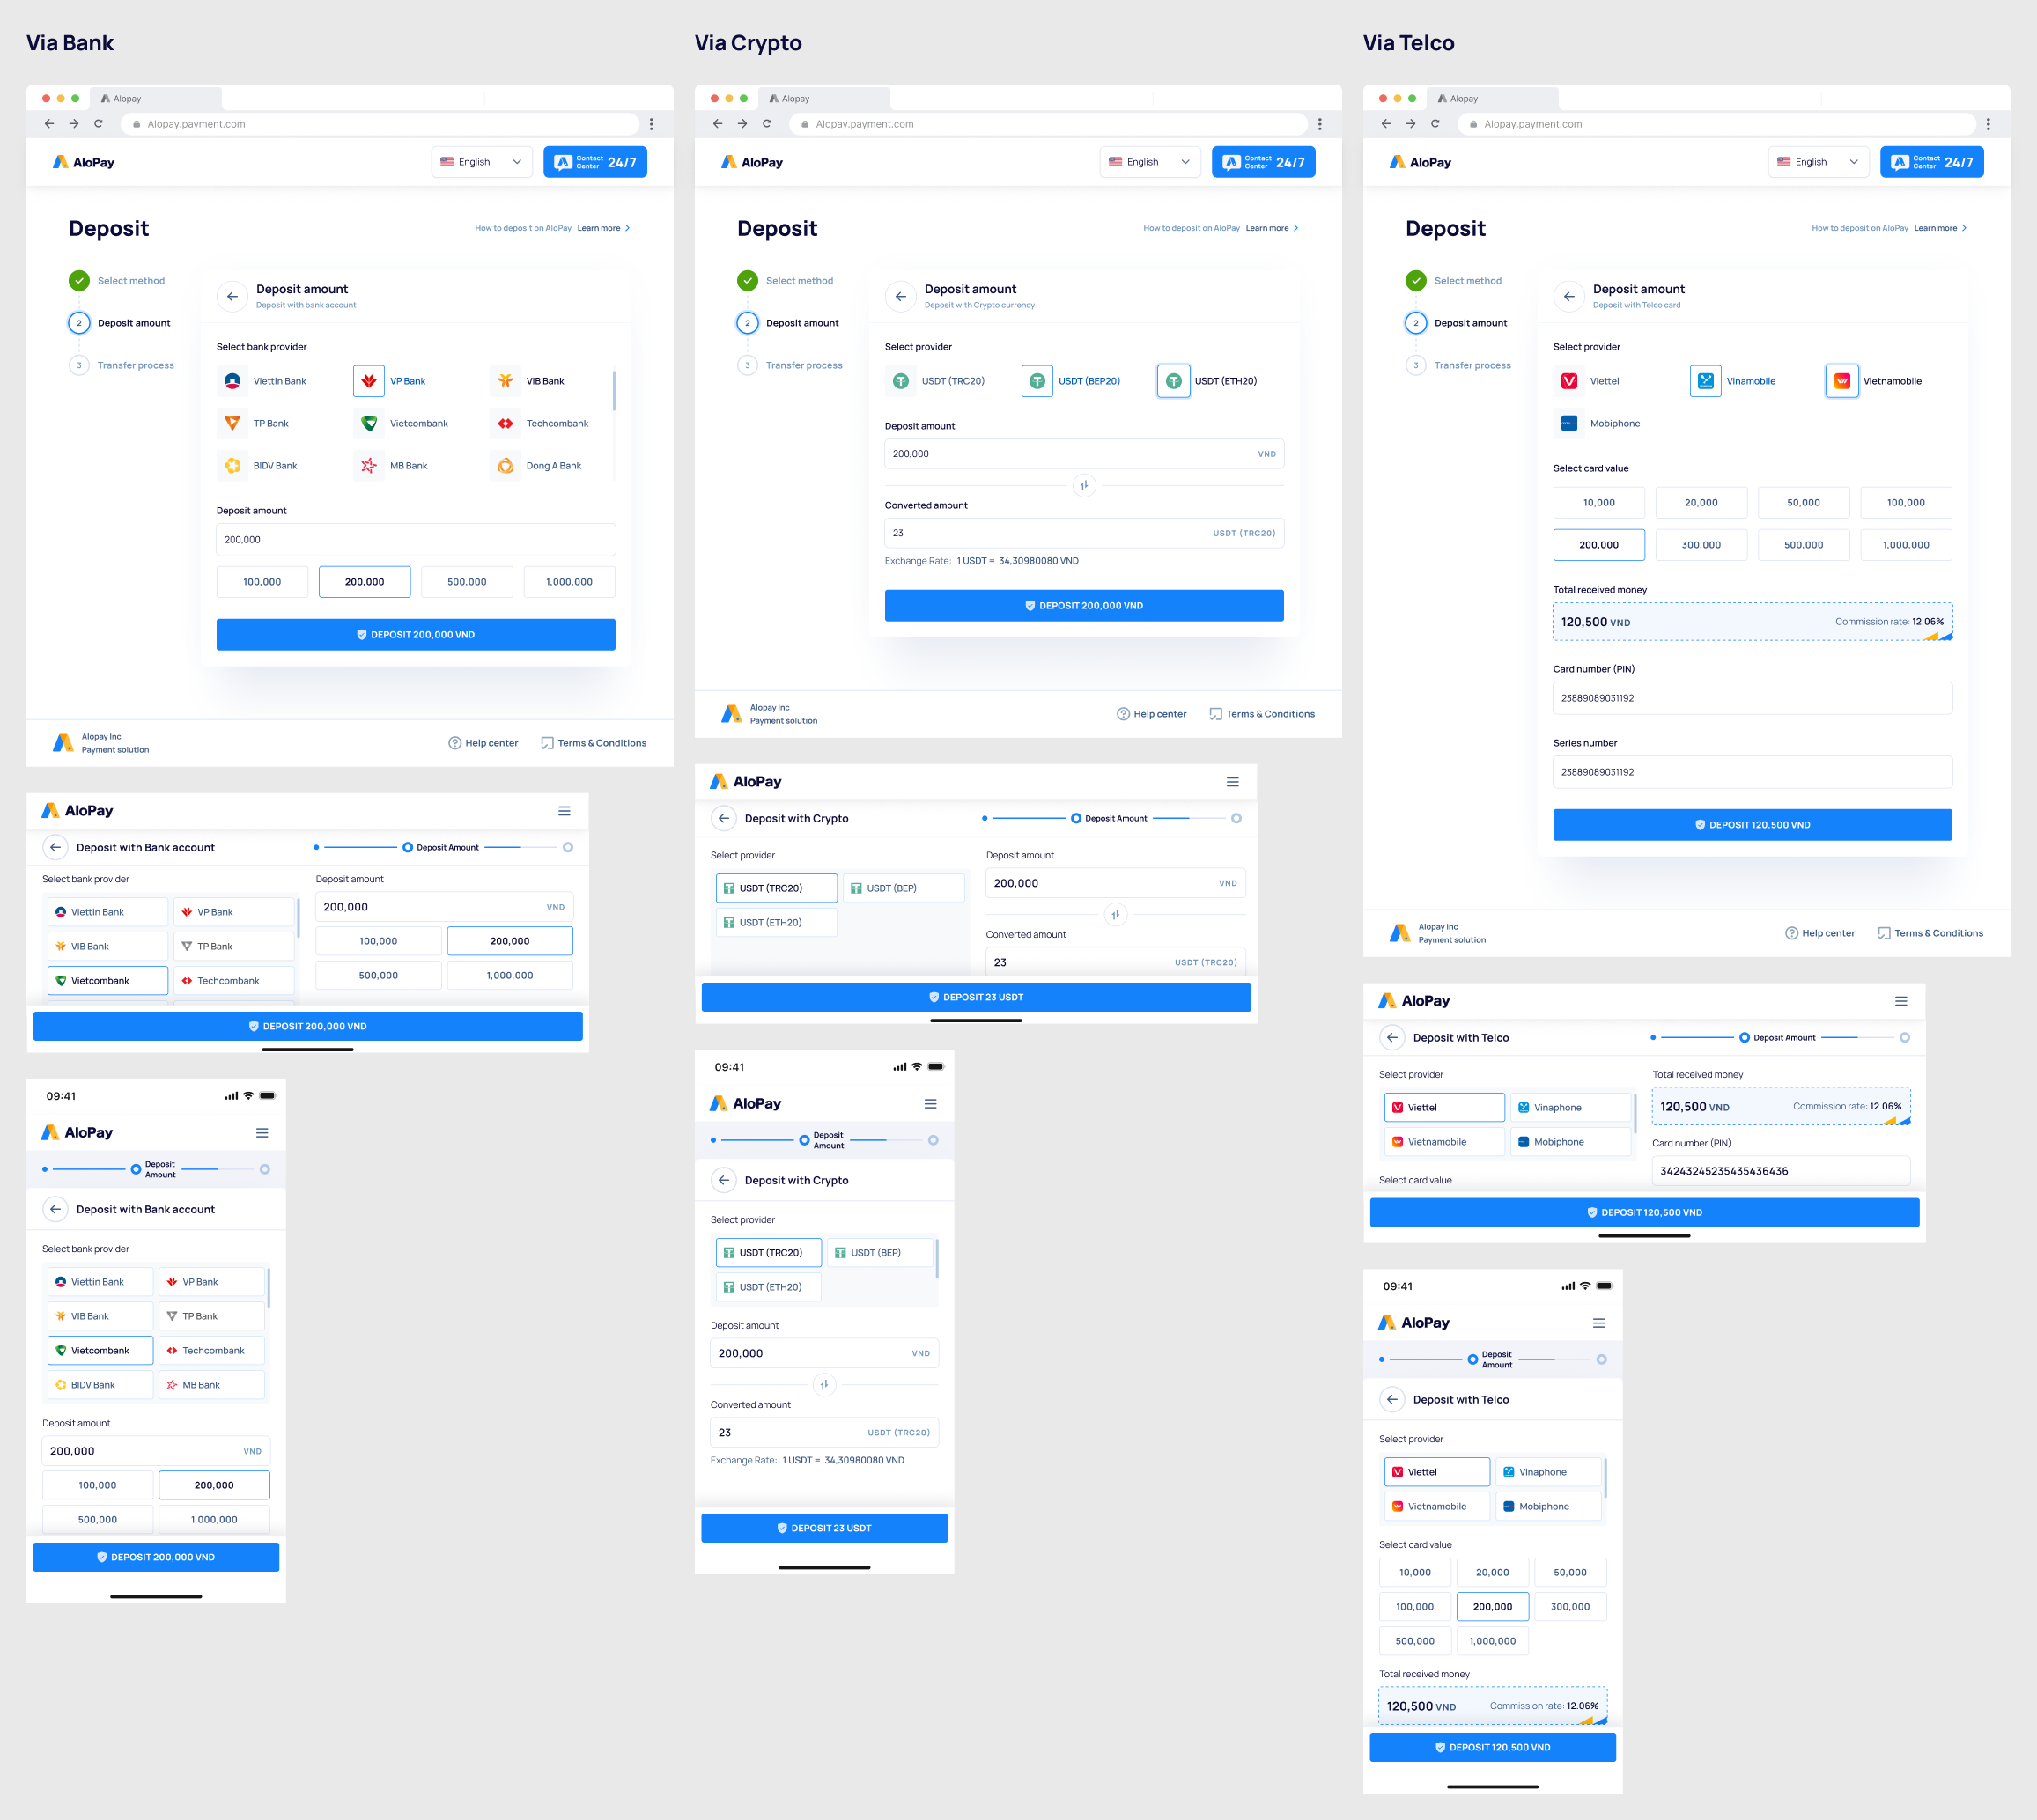 Via Bank
Alopay
Alopay.payment.com
AloPay
English
Contact
Center
24/7
Deposit
How to deposit on AloPay Learn more
Select method
2 Deposit amount
3 Transfer process
Deposit amount
Deposit with bank account
Select bank provider
Viettin Bank
VP Bank
VIB Bank
TP Bank
Vietcombank
Techcombank
BIDV Bank
MB Bank
Dong A Bank
Deposit amount
200,000
100,000
200,000
500,000
1,000,000
DEPOSIT 200,000 VND
Alopay Inc
Payment solution
Help center
Terms & Conditions
AloPay
Deposit with Bank account
Deposit Amount
Select bank provider
Viettin Bank
VP Bank
VIB Bank
TP Bank
Vietcombank
Techcombank
Deposit amount
200,000 VND
100,000
200,000
500,000
1,000,000
DEPOSIT 200,000 VND
09:41
AloPay
Deposit
Amount
Deposit with Bank account
Select bank provider
Viettin Bank
VP Bank
VIB Bank
TP Bank
Vietcombank
Techcombank
BIDV Bank
MB Bank
Deposit amount
200,000 VND
100,000
200,000
500,000
1,000,000
DEPOSIT 200,000 VND
Via Crypto
Alopay
Alopay.payment.com
AloPay
English
Contact
Center
24/7
Deposit
How to deposit on AloPay Learn more
Select method
2 Deposit amount
3 Transfer process
Deposit amount
Deposit with Crypto currency
Select provider
USDT (TRC20)
USDT (BEP20)
USDT (ETH20)
Deposit amount
200,000 VND
Converted amount
23 USDT (TRC20)
Exchange Rate: 1 USDT = 34,30980080 VND
DEPOSIT 200,000 VND
Alopay Inc
Payment solution
Help center
Terms & Conditions
AloPay
Deposit with Crypto
Deposit Amount
Select provider
USDT (TRC20)
USDT (BEP)
USDT (ETH20)
Deposit amount
200,000 VND
Converted amount
23 USDT (TRC20)
DEPOSIT 23 USDT
09:41
AloPay
Deposit
Amount
Deposit with Crypto
Select provider
USDT (TRC20)
USDT (BEP)
USDT (ETH20)
Deposit amount
200,000 VND
Converted amount
23 USDT (TRC20)
Exchange Rate: 1 USDT = 34,30980080 VND
DEPOSIT 23 USDT
Via Telco
Alopay
Alopay.payment.com
AloPay
English
Contact
Center
24/7
Deposit
How to deposit on AloPay Learn more
Select method
2 Deposit amount
3 Transfer process
Deposit amount
Deposit with Telco card
Select provider
Viettel
Vinamobile
Vietnamobile
Mobiphone
Select card value
10,000
20,000
50,000
100,000
200,000
300,000
500,000
1,000,000
Total received money
120,500 VND Commission rate: 12.06%
Card number (PIN)
23889089031192
Series number
23889089031192
DEPOSIT 120,500 VND
Alopay Inc
Payment solution
Help center
Terms & Conditions
AloPay
Deposit with Telco
Deposit Amount
Select provider
Viettel
Vinaphone
Vietnamobile
Mobiphone
Select card value
Total received money
120,500 VND Commission rate: 12.06%
Card number (PIN)
34243245235435436436
DEPOSIT 120,500 VND
09:41
AloPay
Deposit
Amount
Deposit with Telco
Select provider
Viettel
Vinaphone
Vietnamobile
Mobiphone
Select card value
10,000
20,000
50,000
100,000
200,000
300,000
500,000
1,000,000
Total received money
120,500 VND Commission rate: 12.06%
DEPOSIT 120,500 VND